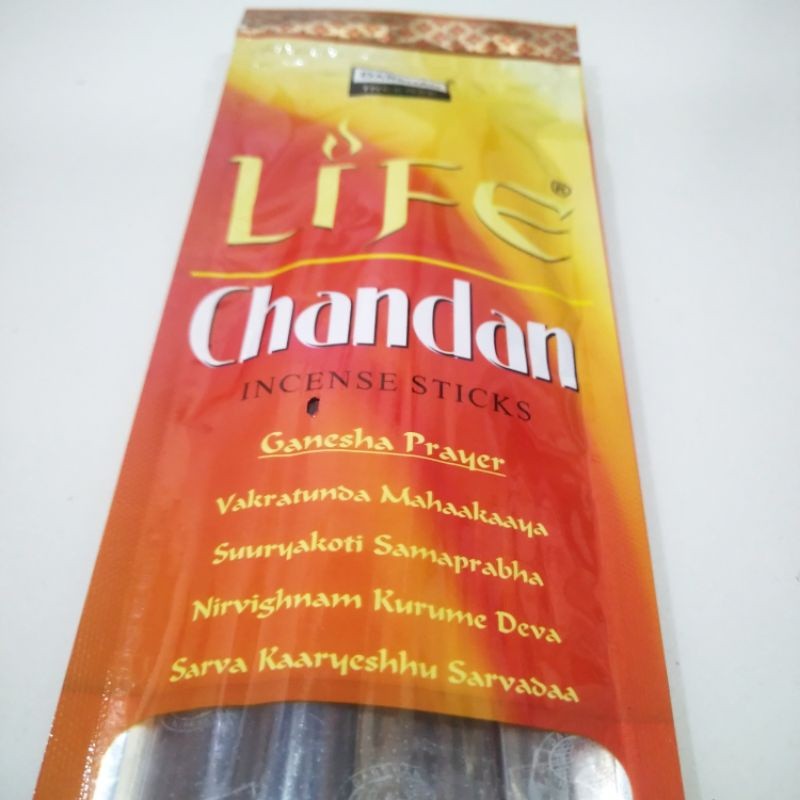 LIFE®
Chandan
INCENSE STICKS
Ganesha Prayer
Vakratunda Mahaakaaya
Suuryakoti Samaprabha
Nirvighnam Kurume Deva
Sarva Kaaryeshhu Sarvadaa